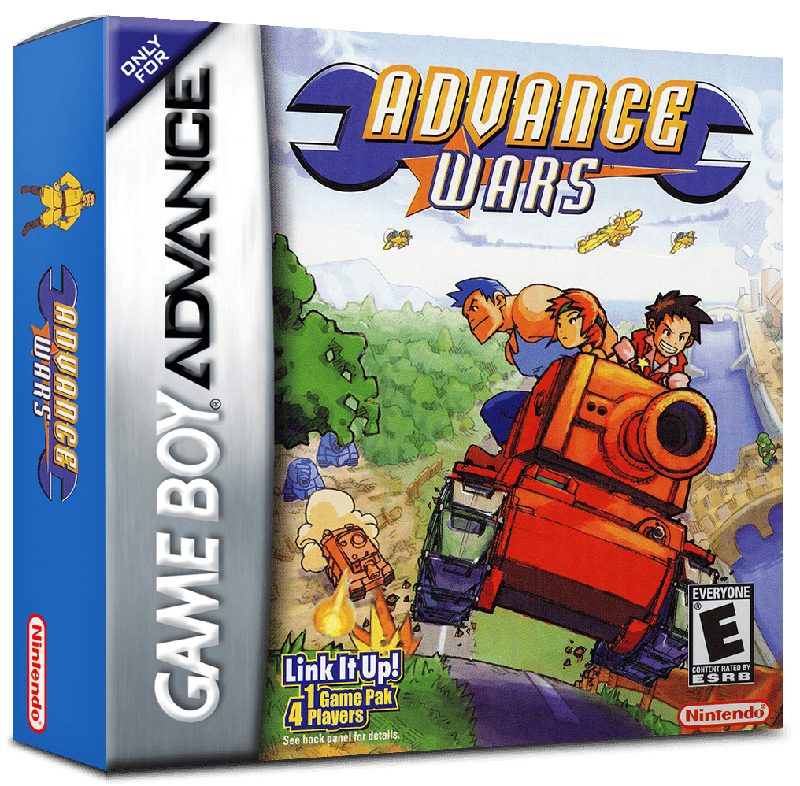 ONLY
FOR
GAME BOY ADVANCE
®
ADVANCE
WARS
ADVANCE
WARS
Nintendo
Link It Up!
1 Game Pak
4 Players
See back panel for details.
EVERYONE
E
®
CONTENT RATED BY
ESRB
Nintendo